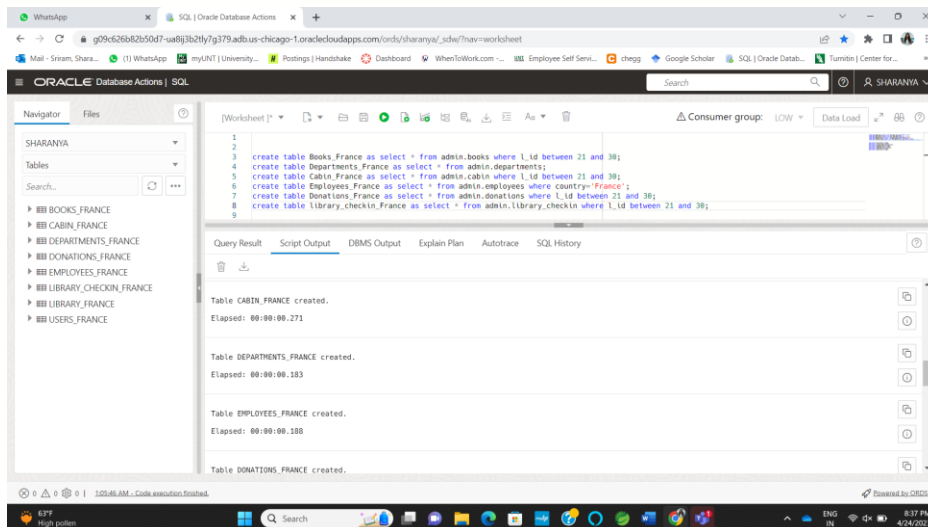 WhatsApp
SQL | Oracle Database Actions
g09c626b82b50d7-ua8ij3b2tly7g379.adb.us-chicago-1.oraclecloudapps.com/ords/sharanya/_sdw/?nav=worksheet
Mail - Sriram, Shara... (1) WhatsApp myUNT | University... Postings | Handshake Dashboard WhenToWork.com -... Employee Self Servi... chegg Google Scholar SQL | Oracle Datab... Turnitin | Center for...
ORACLE Database Actions | SQL
Search
SHARANYA
Navigator Files
[Worksheet]*
Aa
Consumer group: LOW
Data Load
SHARANYA
Tables
Search...
BOOKS_FRANCE
CABIN_FRANCE
DEPARTMENTS_FRANCE
DONATIONS_FRANCE
EMPLOYEES_FRANCE
LIBRARY_CHECKIN_FRANCE
LIBRARY_FRANCE
USERS_FRANCE
1
2
3 create table Books_France as select * from admin.books where l_id between 21 and 30;
4 create table Departments_France as select * from admin.departments;
5 create table Cabin_France as select * from admin.cabin where l_id between 21 and 30;
6 create table Employees_France as select * from admin.employees where country='France';
7 create table Donations_France as select * from admin.donations where l_id between 21 and 30;
8 create table library_checkin_France as select * from admin.library_checkin where l_id between 21 and 30;
9
Query Result Script Output DBMS Output Explain Plan Autotrace SQL History
Table CABIN_FRANCE created.
Elapsed: 00:00:00.271
Table DEPARTMENTS_FRANCE created.
Elapsed: 00:00:00.183
Table EMPLOYEES_FRANCE created.
Elapsed: 00:00:00.188
Table DONATIONS_FRANCE created.
0 0 0 | 1:05:46 AM - Code execution finished.
Powered by ORDS
63°F
High pollen
Search
ENG
IN
8:37 PM